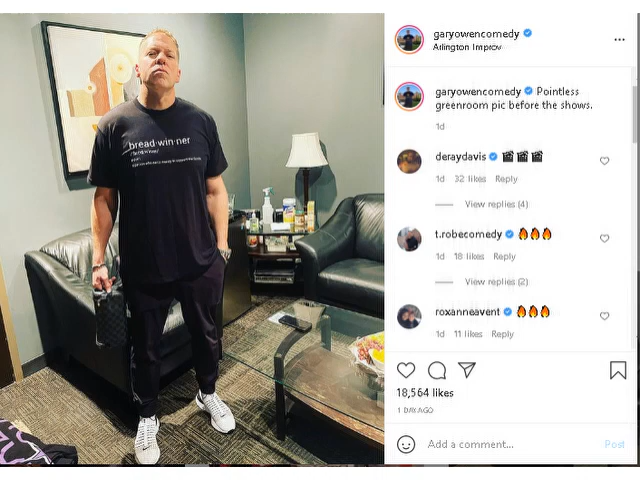 bread·win·ner
garyowencomedy
Arlington Improv
garyowencomedy Pointless
greenroom pic before the shows.
1d
deraydavis 🎬🎬🎬
1d 32 likes Reply
View replies (4)
t.robecomedy 🔥🔥🔥
1d 18 likes Reply
View replies (2)
roxanneavent 🔥🔥🔥
1d 11 likes Reply
18,564 likes
1 DAY AGO
Add a comment... Post